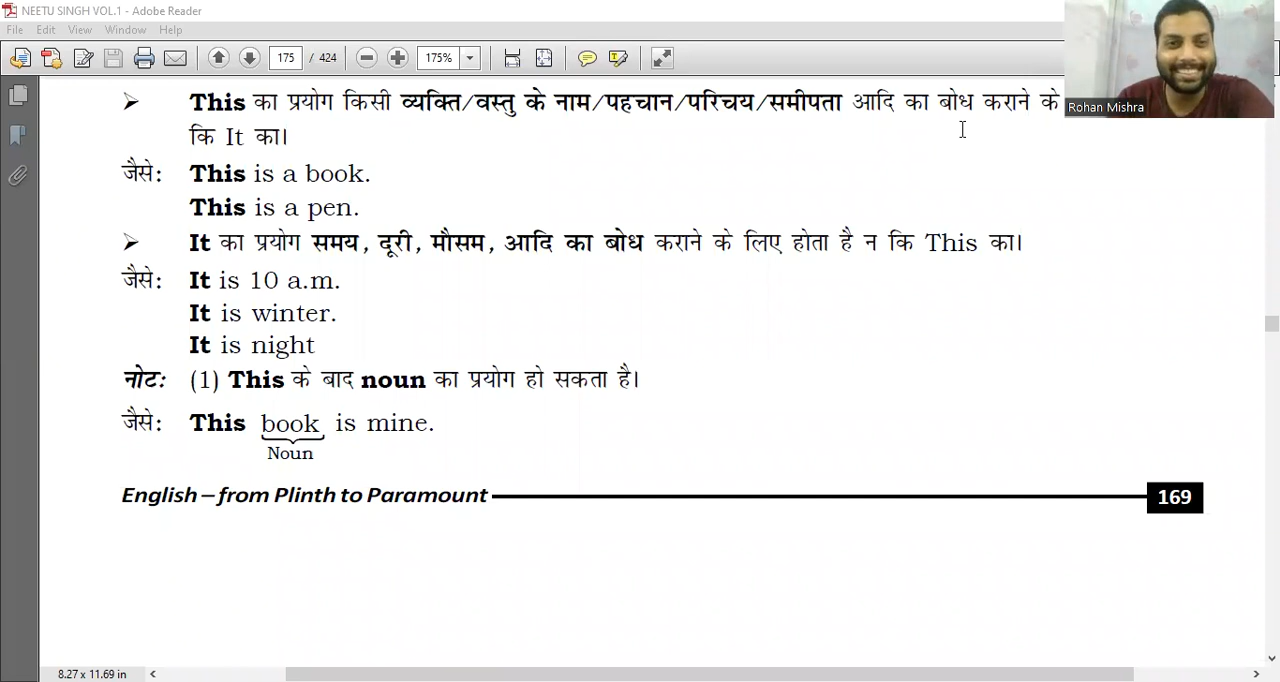 NEETU SINGH VOL.1 - Adobe Reader
File Edit View Window Help
175 / 424 175%
Rohan Mishra
➤ This का प्रयोग किसी व्यक्ति/वस्तु के नाम/पहचान/परिचय/समीपता आदि का बोध कराने के
कि It का।
जैसे: This is a book.
This is a pen.
➤ It का प्रयोग समय, दूरी, मौसम, आदि का बोध कराने के लिए होता है न कि This का।
जैसे: It is 10 a.m.
It is winter.
It is night
नोट: (1) This के बाद noun का प्रयोग हो सकता है।
जैसे: This book is mine.
Noun
English – from Plinth to Paramount 169
8.27 x 11.69 in